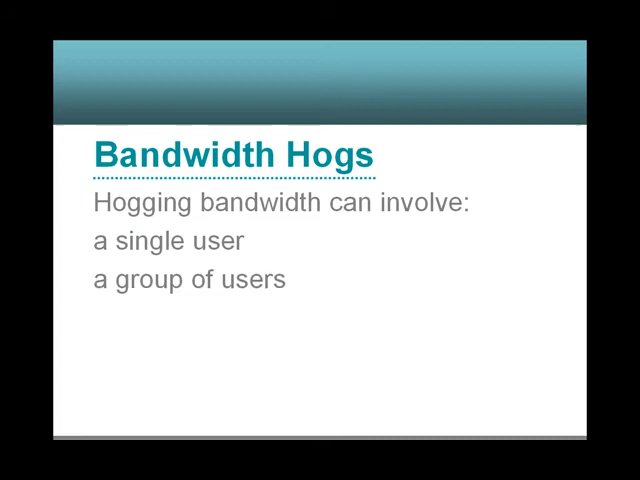 Bandwidth Hogs
Hogging bandwidth can involve:
a single user
a group of users